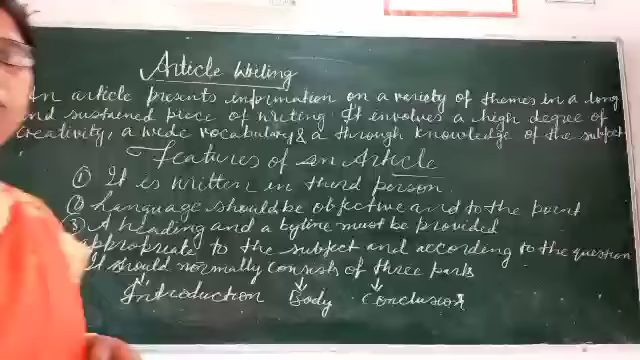 Article Writing
An article presents information on a variety of themes in a long
and sustained piece of writing. It involves a high degree of
creativity, a wide vocabulary & a through knowledge of the subject
Features of an Article
① It is written in third person.
② Language should be objective and to the point
③ A heading and a byline must be provided
appropriate to the subject and according to the question
It should normally consists of three parts
Introduction Body Conclusion